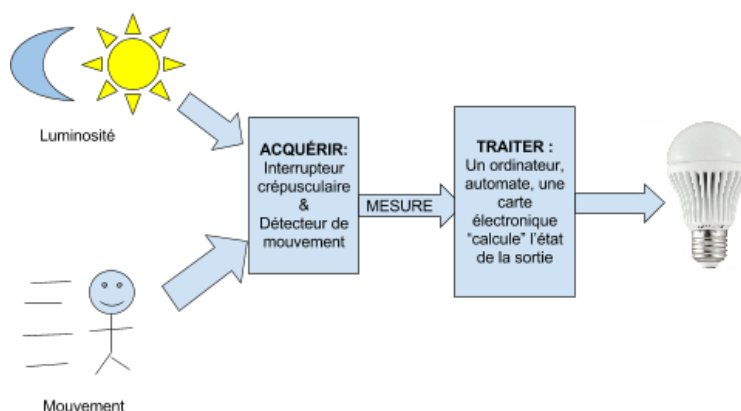 Luminosité
ACQUÉRIR:
Interrupteur
crépusculaire
&
Détecteur de
mouvement
MESURE
TRAITER :
Un ordinateur,
automate, une
carte
électronique
“calcule” l’état
de la sortie
Mouvement